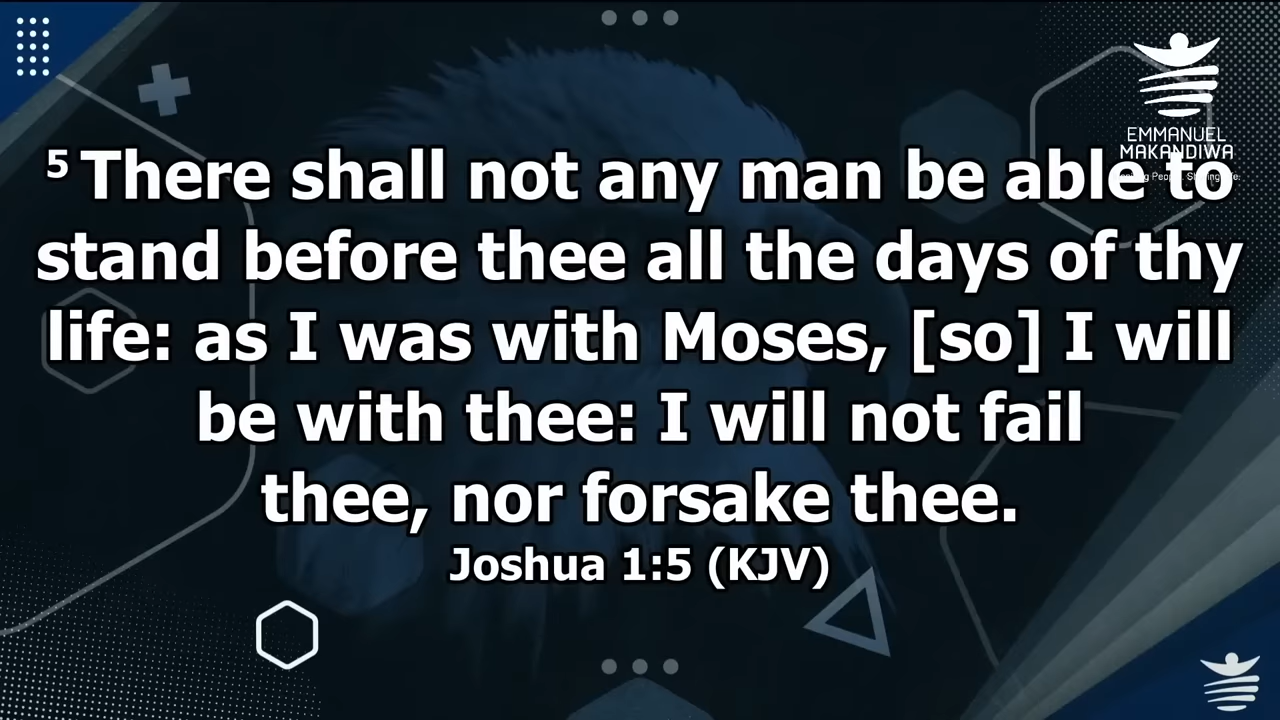 EMMANUEL
MAKANDIWA
5 There shall not any man be able to
stand before thee all the days of thy
life: as I was with Moses, [so] I will
be with thee: I will not fail
thee, nor forsake thee.
Joshua 1:5 (KJV)